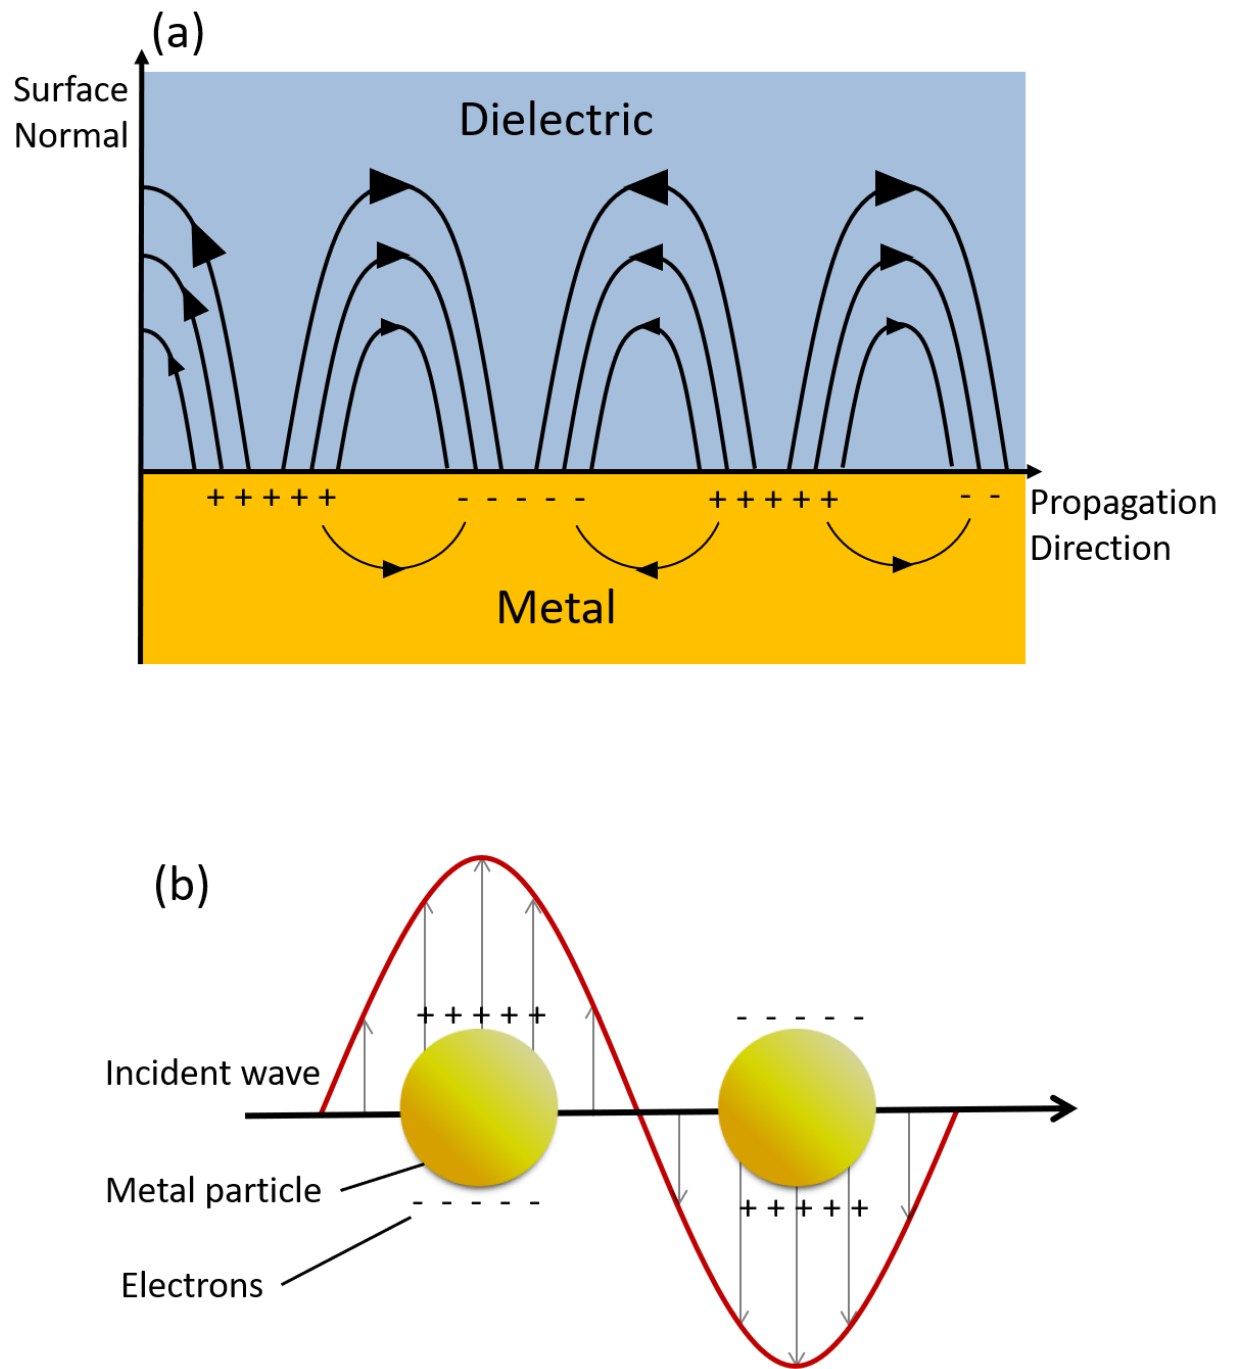 (a)
Surface
Normal
Dielectric
+ + + + +
- - - - -
+ + + + +
- -
Propagation
Direction
Metal
(b)
+ + + + +
- - - - -
Incident wave
Metal particle
- - - - -
+ + + + +
Electrons